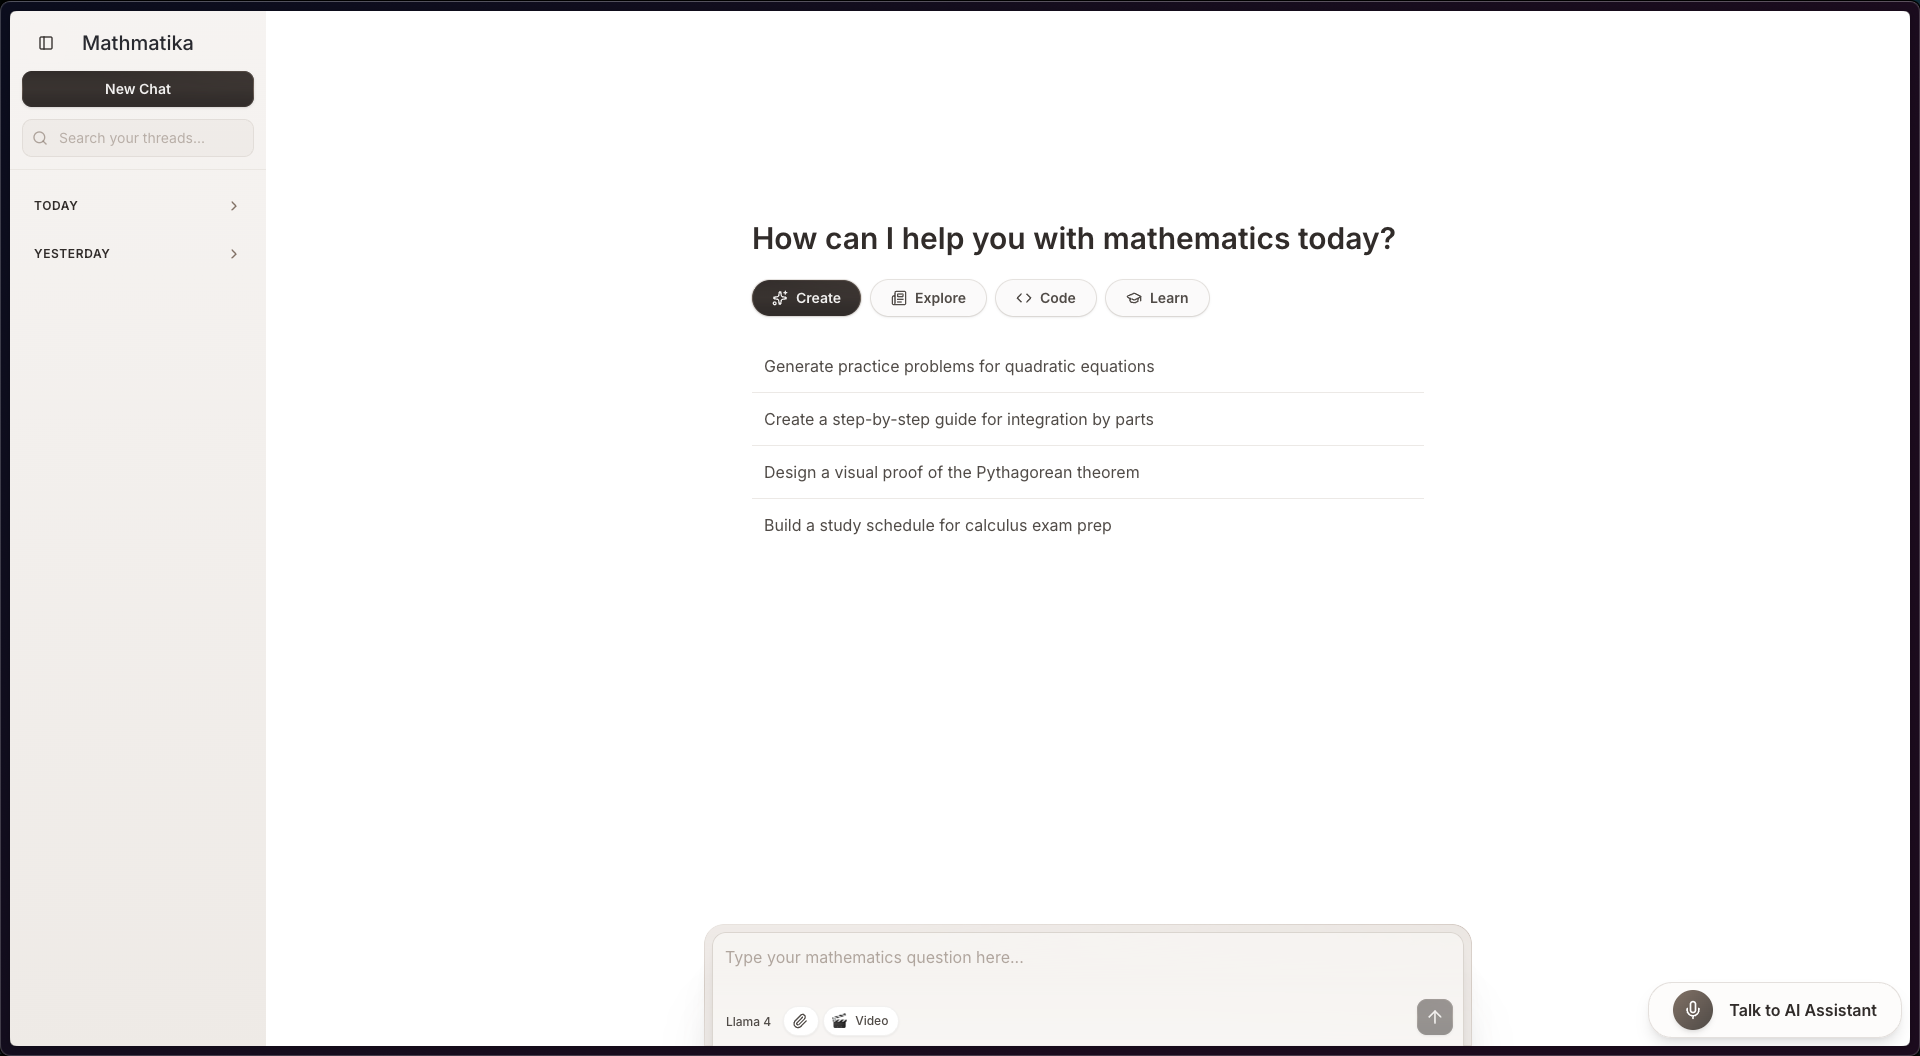 Mathmatika
New Chat
Search your threads...
TODAY
YESTERDAY
How can I help you with mathematics today?
Create
Explore
Code
Learn
Generate practice problems for quadratic equations
Create a step-by-step guide for integration by parts
Design a visual proof of the Pythagorean theorem
Build a study schedule for calculus exam prep
Type your mathematics question here...
Llama 4
Video
Talk to AI Assistant